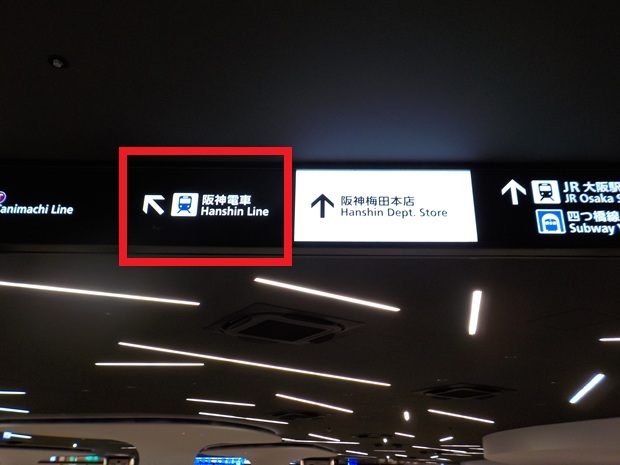 Tanimachi Line
阪神電車
Hanshin Line
阪神梅田本店
Hanshin Dept. Store
JR 大阪駅
JR Osaka S
四つ橋線
Subway